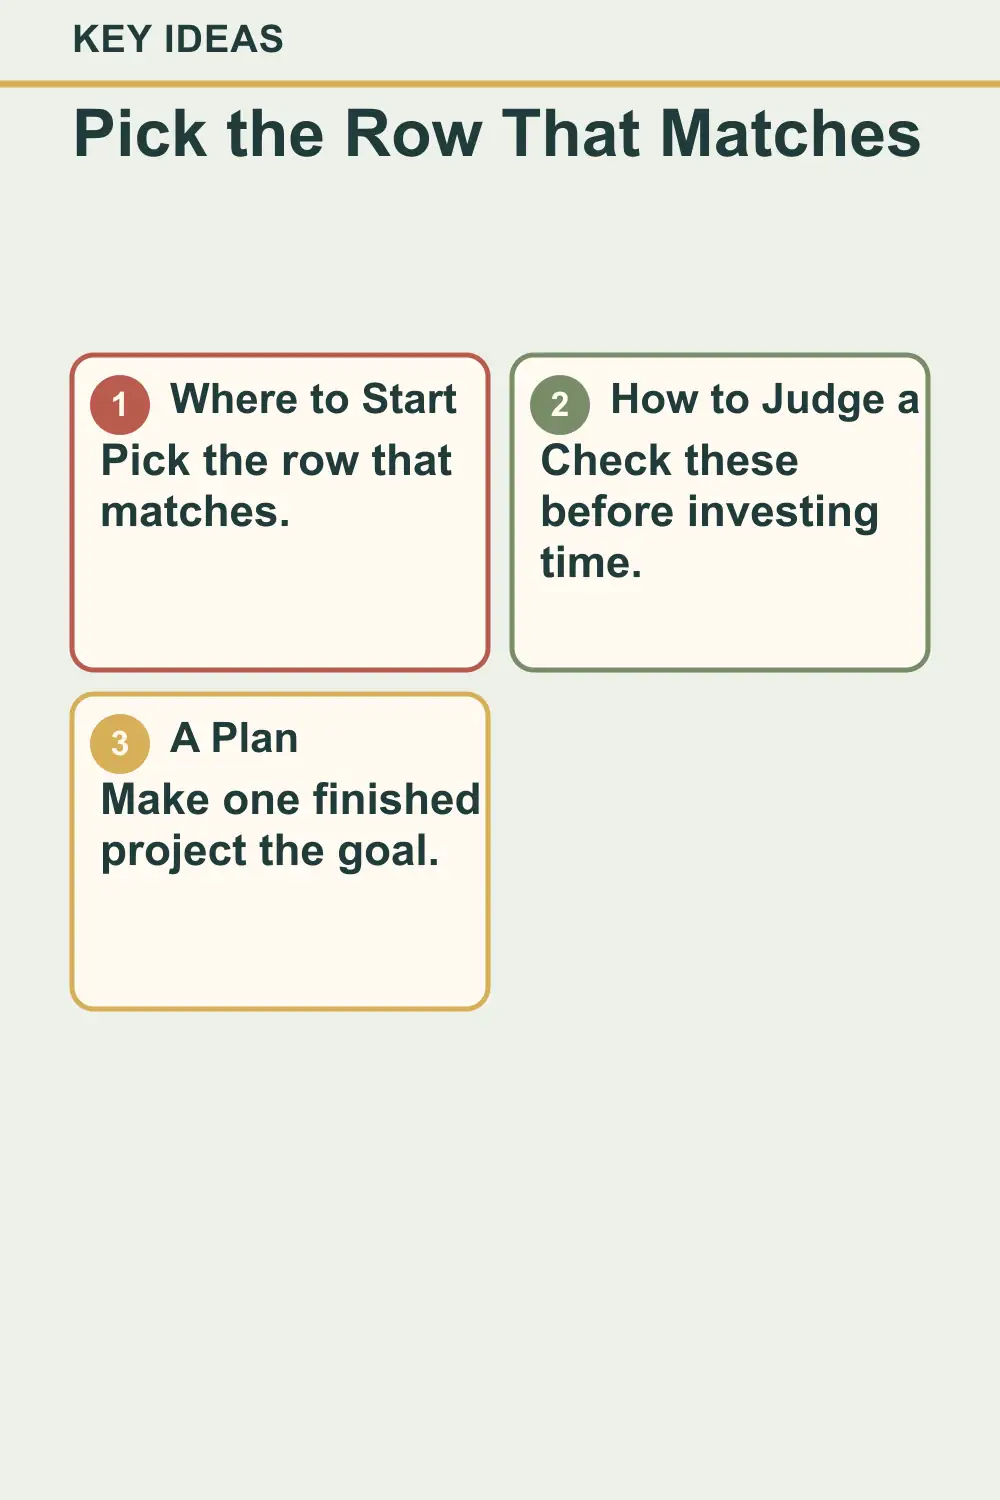 KEY IDEAS
Pick the Row That Matches
1 Where to Start
Pick the row that
matches.
2 How to Judge a
Check these
before investing
time.
3 A Plan
Make one finished
project the goal.